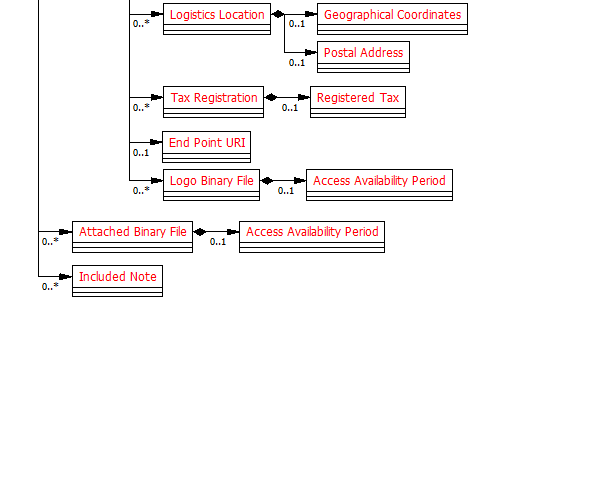 Logistics Location
Geographical Coordinates
0..*
0..1
Postal Address
0..1
Tax Registration
Registered Tax
0..*
0..1
End Point URI
0..1
Logo Binary File
Access Availability Period
0..*
0..1
Attached Binary File
Access Availability Period
0..*
0..1
Included Note
0..*